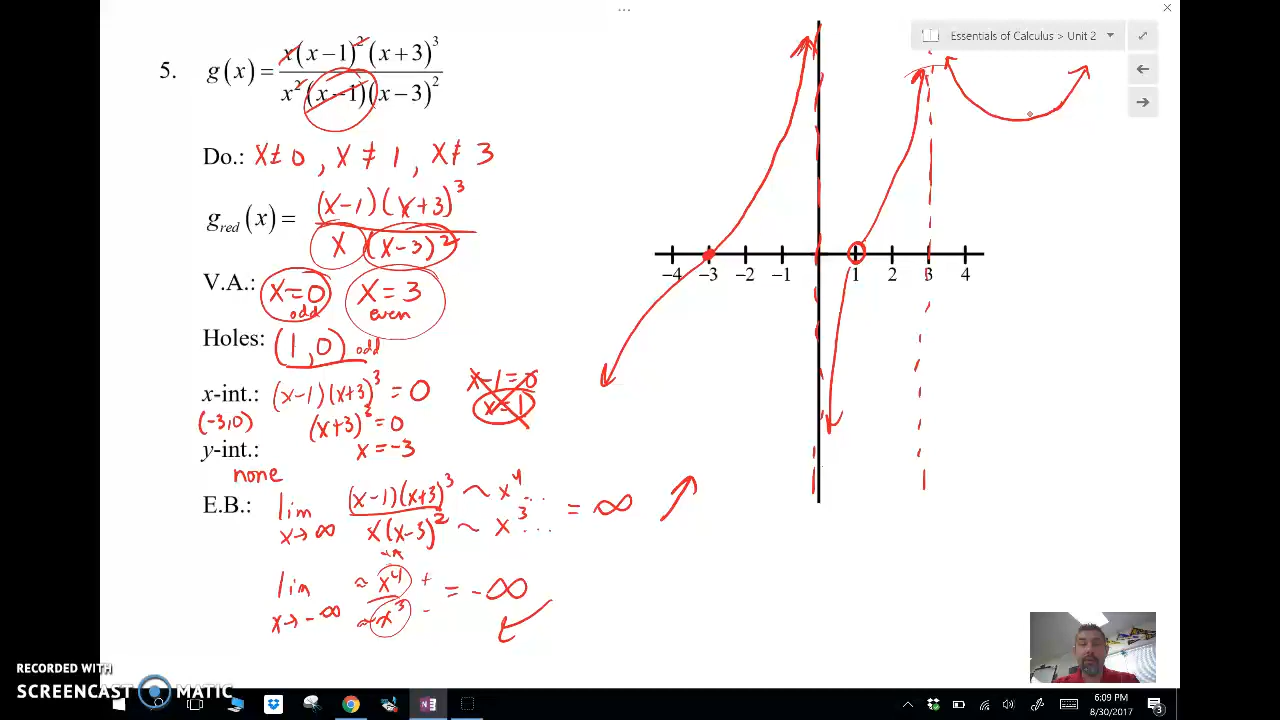 ...
Essentials of Calculus > Unit 2
5. g(x) = x(x−1)²(x+3)³ / x²(x−1)(x−3)²
Do.: x≠0, x≠1, x≠3
g_red(x) = (x−1)(x+3)³ / x(x−3)²
V.A.: x=0 x=3
odd even
Holes: (1,0) odd
x-int.: (x−1)(x+3)³ = 0 x−1=0
(−3,0) (x+3)³ = 0 x=1
y-int.: x = −3
none
E.B.: lim x→∞ (x−1)(x+3)³ ~ x⁴... / x(x−3)² ~ x³... = ∞
lim x→−∞ ≈x⁴ + / ≈x³ − = −∞
−4 −3 −2 −1 1 2 3 4
RECORDED WITH
SCREENCAST MATIC
6:09 PM
8/30/2017
3